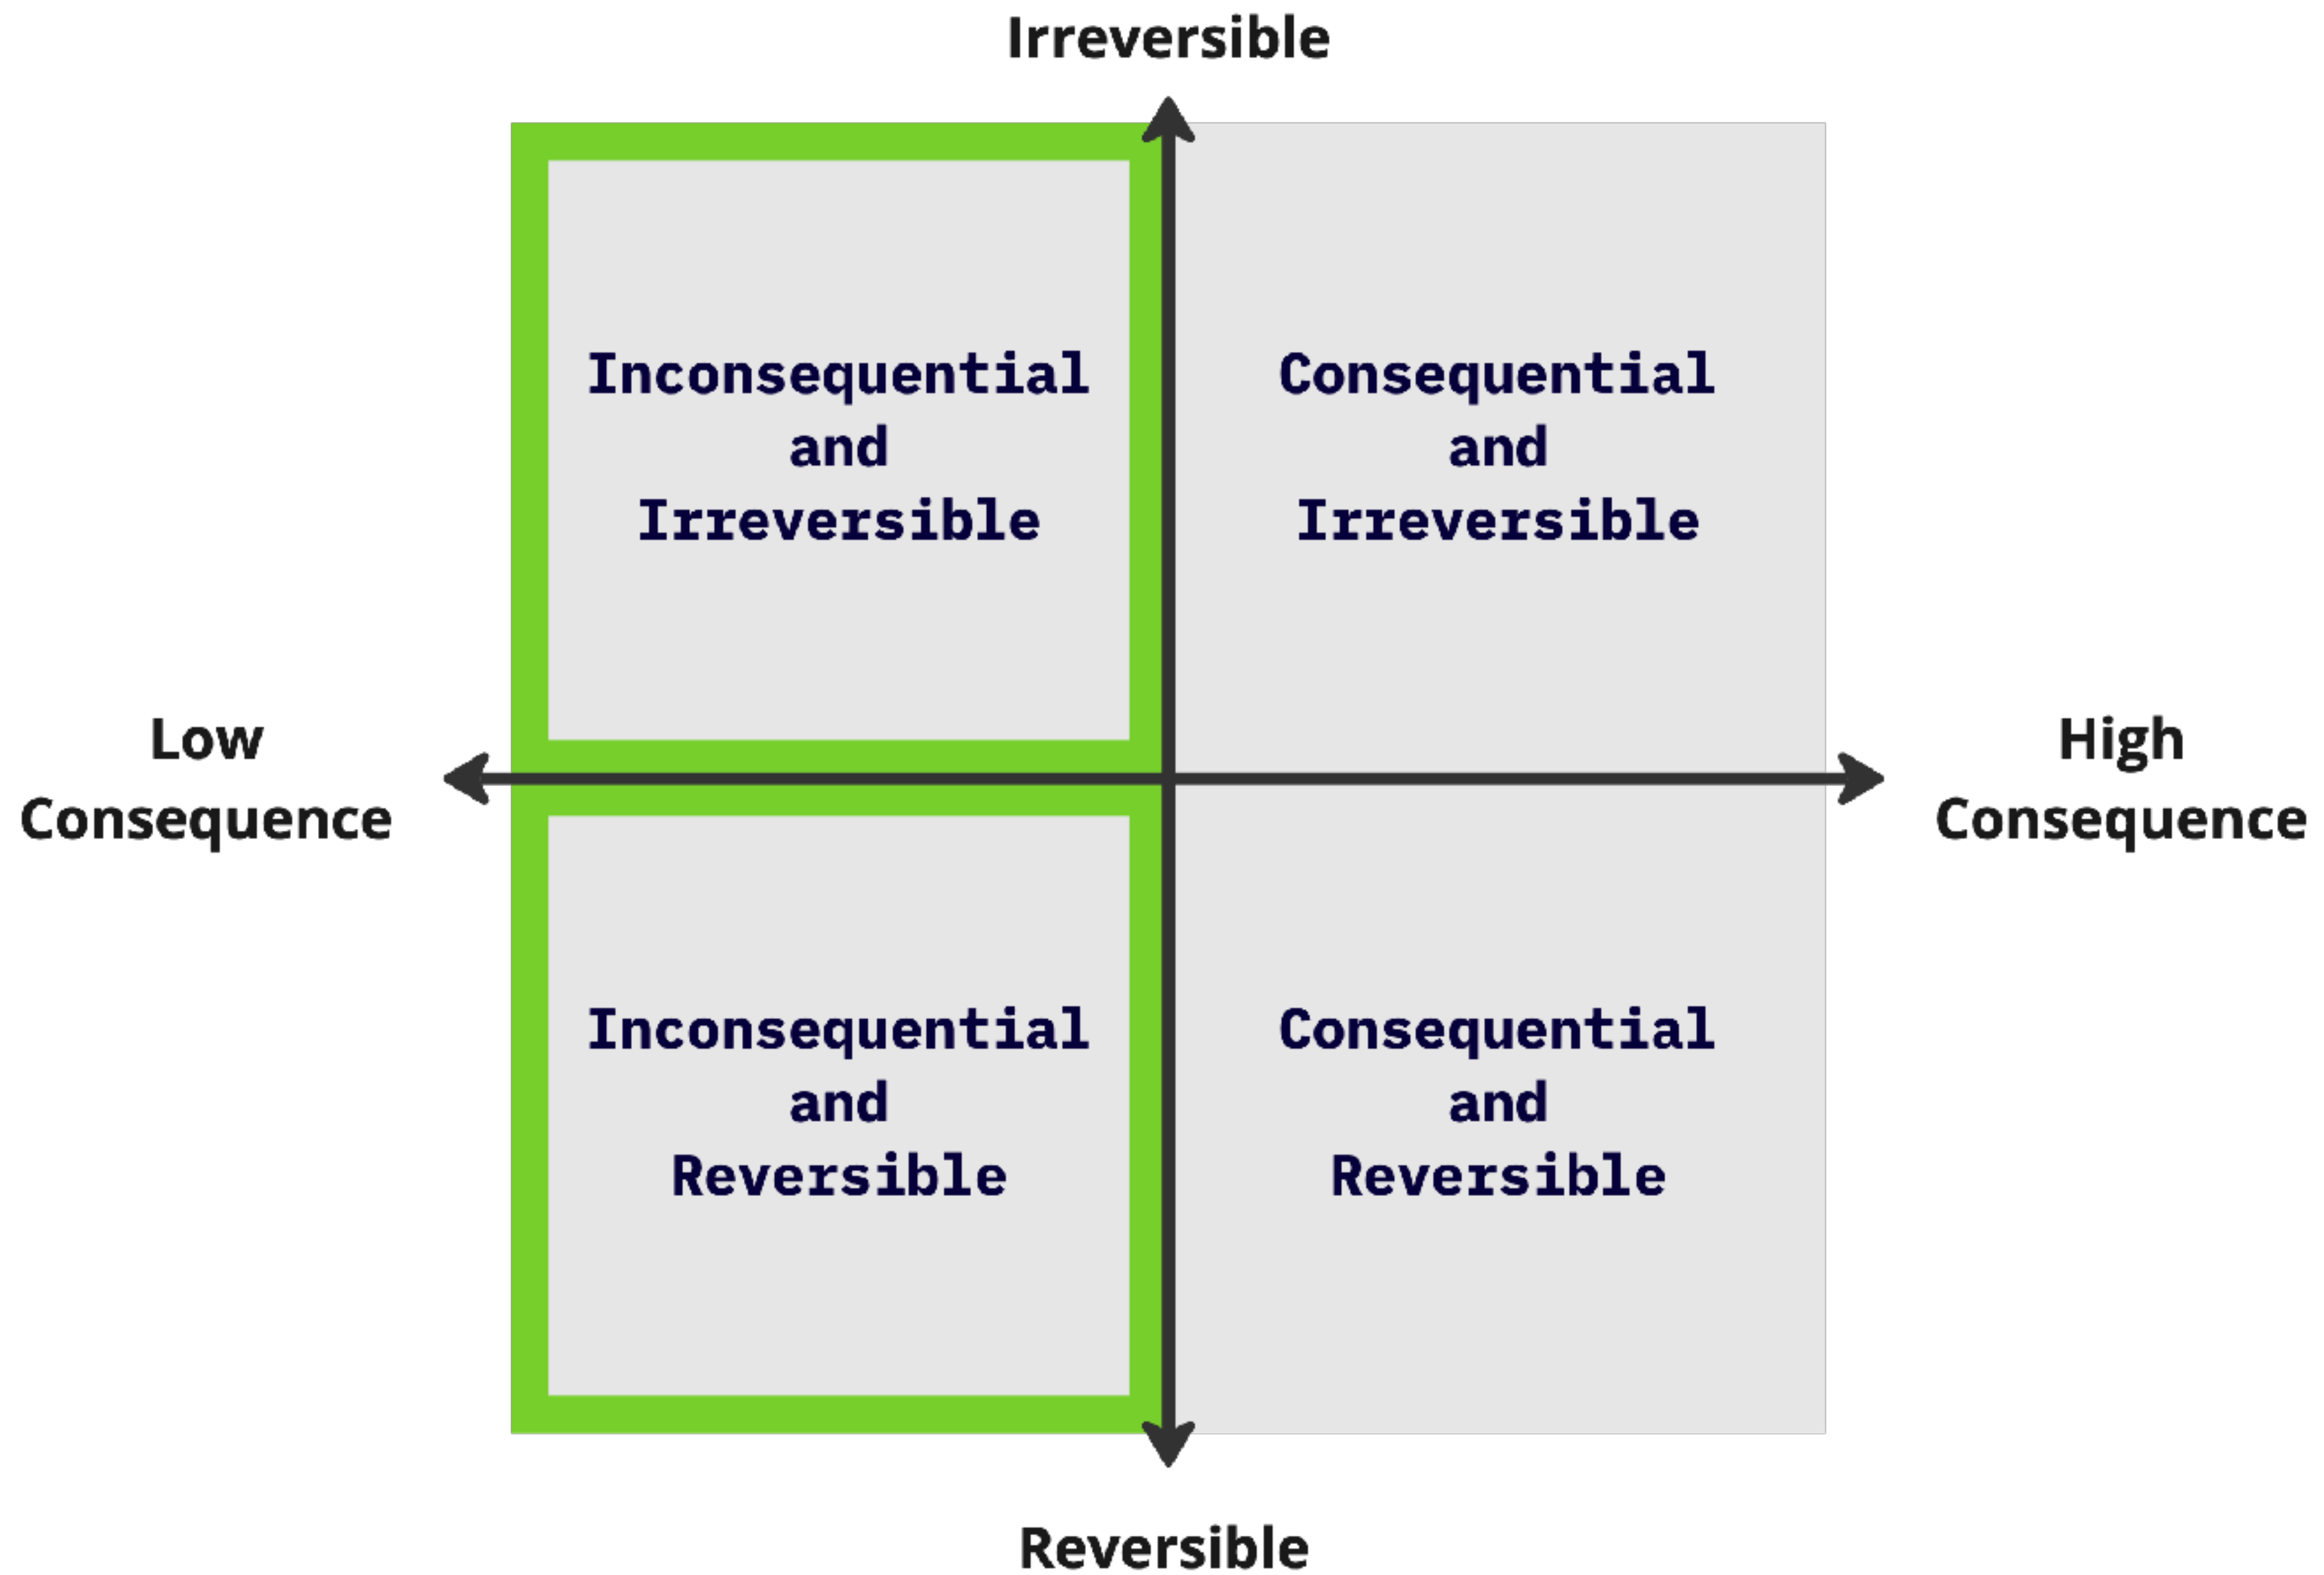 Irreversible
Inconsequential
and
Irreversible
Consequential
and
Irreversible
Low
Consequence
High
Consequence
Inconsequential
and
Reversible
Consequential
and
Reversible
Reversible